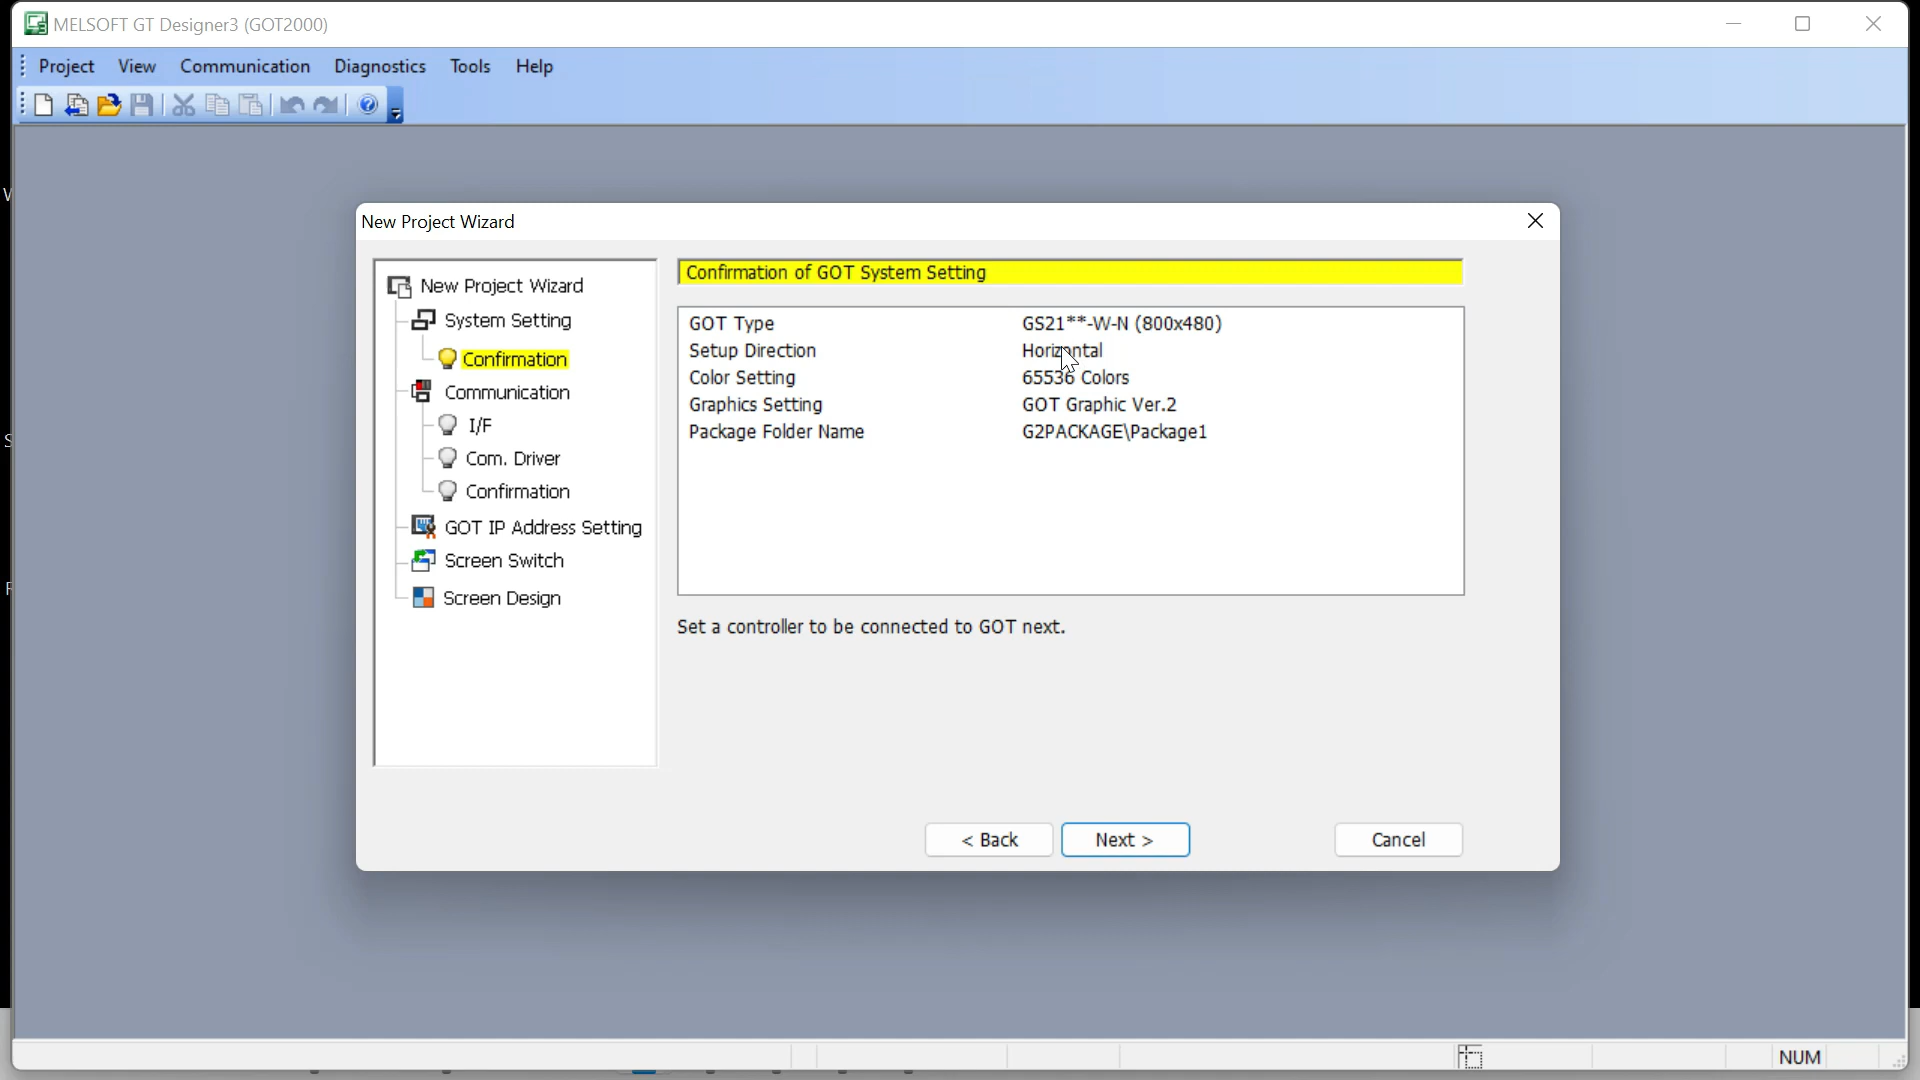 MELSOFT GT Designer3 (GOT2000)
Project View Communication Diagnostics Tools Help
New Project Wizard
New Project Wizard
System Setting
Confirmation
Communication
I/F
Com. Driver
Confirmation
GOT IP Address Setting
Screen Switch
Screen Design
Confirmation of GOT System Setting
GOT Type GS21**-W-N (800x480)
Setup Direction Horizontal
Color Setting 65536 Colors
Graphics Setting GOT Graphic Ver.2
Package Folder Name G2PACKAGE\Package1
Set a controller to be connected to GOT next.
< Back Next > Cancel
NUM